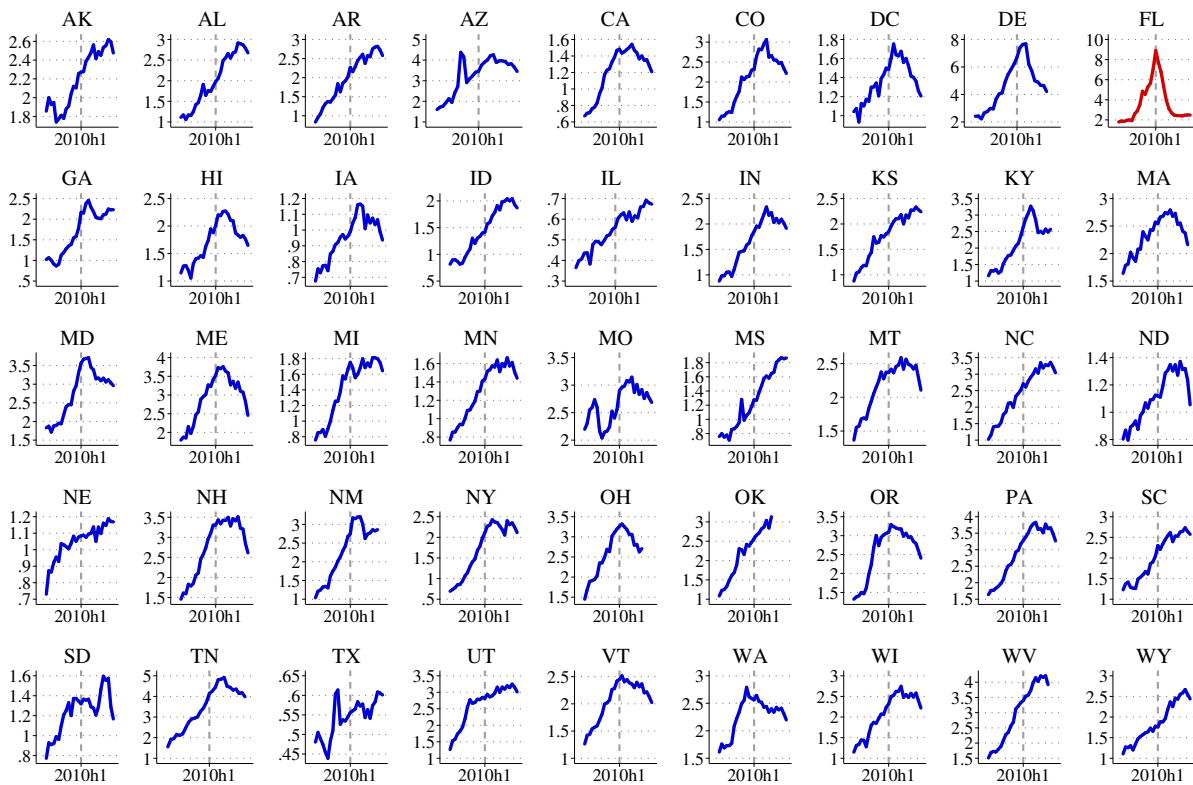 AK
2.6
2.4
2.2
2
1.8
2010h1
AL
3
2.5
2
1.5
1
2010h1
AR
3
2.5
2
1.5
1
2010h1
AZ
5
4
3
2
1
2010h1
CA
1.6
1.4
1.2
1
.8
.6
2010h1
CO
3
2.5
2
1.5
1
2010h1
DC
1.8
1.6
1.4
1.2
1
2010h1
DE
8
6
4
2
2010h1
FL
10
8
6
4
2
2010h1
GA
2.5
2
1.5
1
.5
2010h1
HI
2.5
2
1.5
1
2010h1
IA
1.2
1.1
1
.9
.8
.7
2010h1
ID
2
1.5
1
.5
2010h1
IL
.7
.6
.5
.4
.3
2010h1
IN
2.5
2
1.5
1
2010h1
KS
2.5
2
1.5
1
2010h1
KY
3.5
3
2.5
2
1.5
1
2010h1
MA
3
2.5
2
1.5
2010h1
MD
3.5
3
2.5
2
1.5
2010h1
ME
4
3.5
3
2.5
2
2010h1
MI
1.8
1.6
1.4
1.2
1
.8
2010h1
MN
1.6
1.4
1.2
1
.8
2010h1
MO
3.5
3
2.5
2
2010h1
MS
1.8
1.6
1.4
1.2
1
.8
2010h1
MT
2.5
2
1.5
2010h1
NC
3.5
3
2.5
2
1.5
1
2010h1
ND
1.4
1.2
1
.8
2010h1
NE
1.2
1.1
1
.9
.8
.7
2010h1
NH
3.5
3
2.5
2
1.5
2010h1
NM
3
2.5
2
1.5
1
2010h1
NY
2.5
2
1.5
1
.5
2010h1
OH
3.5
3
2.5
2
1.5
2010h1
OK
3
2.5
2
1.5
1
2010h1
OR
3.5
3
2.5
2
1.5
2010h1
PA
4
3.5
3
2.5
2
1.5
2010h1
SC
3
2.5
2
1.5
1
2010h1
SD
1.6
1.4
1.2
1
.8
2010h1
TN
5
4
3
2
1
2010h1
TX
.65
.6
.55
.5
.45
2010h1
UT
3.5
3
2.5
2
1.5
1
2010h1
VT
2.5
2
1.5
1
2010h1
WA
3
2.5
2
1.5
2010h1
WI
3
2.5
2
1.5
1
2010h1
WV
4
3.5
3
2.5
2
1.5
2010h1
WY
3
2.5
2
1.5
1
2010h1